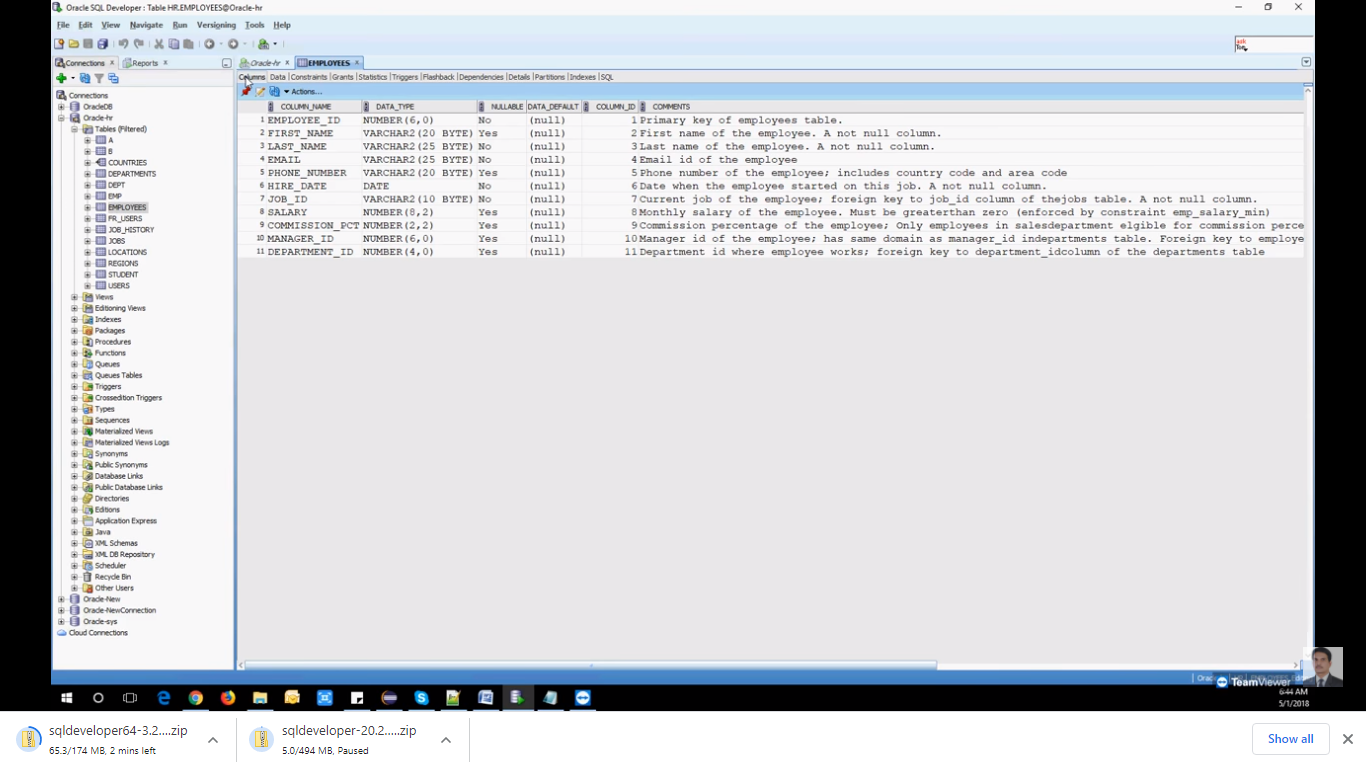 Oracle SQL Developer : Table HR.EMPLOYEES@Oracle-hr
File Edit View Navigate Run Versioning Tools Help
Connections Reports Oracle-hr EMPLOYEES
Columns Data Constraints Grants Statistics Triggers Flashback Dependencies Details Partitions Indexes SQL
Actions...
COLUMN_NAME DATA_TYPE NULLABLE DATA_DEFAULT COLUMN_ID COMMENTS
1 EMPLOYEE_ID NUMBER(6,0) No (null) 1 Primary key of employees table.
2 FIRST_NAME VARCHAR2(20 BYTE) Yes (null) 2 First name of the employee. A not null column.
3 LAST_NAME VARCHAR2(25 BYTE) No (null) 3 Last name of the employee. A not null column.
4 EMAIL VARCHAR2(25 BYTE) No (null) 4 Email id of the employee
5 PHONE_NUMBER VARCHAR2(20 BYTE) Yes (null) 5 Phone number of the employee; includes country code and area code
6 HIRE_DATE DATE No (null) 6 Date when the employee started on this job. A not null column.
7 JOB_ID VARCHAR2(10 BYTE) No (null) 7 Current job of the employee; foreign key to job_id column of thejobs table. A not null column.
8 SALARY NUMBER(8,2) Yes (null) 8 Monthly salary of the employee. Must be greaterthan zero (enforced by constraint emp_salary_min)
9 COMMISSION_PCT NUMBER(2,2) Yes (null) 9 Commission percentage of the employee; Only employees in salesdepartment elgible for commission perce
10 MANAGER_ID NUMBER(6,0) Yes (null) 10 Manager id of the employee; has same domain as manager_id indepartments table. Foreign key to employe
11 DEPARTMENT_ID NUMBER(4,0) Yes (null) 11 Department id where employee works; foreign key to department_idcolumn of the departments table
Connections
OracleDB
Oracle-hr
Tables (Filtered)
A
B
COUNTRIES
DEPARTMENTS
DEPT
EMP
EMPLOYEES
FR_USERS
JOB_HISTORY
JOBS
LOCATIONS
REGIONS
STUDENT
USERS
Views
Editioning Views
Indexes
Packages
Procedures
Functions
Queues
Queues Tables
Triggers
Crossedition Triggers
Types
Sequences
Materialized Views
Materialized Views Logs
Synonyms
Public Synonyms
Database Links
Public Database Links
Directories
Editions
Application Express
Java
XML Schemas
XML DB Repository
Scheduler
Recycle Bin
Other Users
Oracle-New
Oracle-NewConnection
Oracle-sys
Cloud Connections
TeamViewer
6:44 AM
5/1/2018
sqldeveloper64-3.2....zip
65.3/174 MB, 2 mins left
sqldeveloper-20.2.....zip
5.0/494 MB, Paused
Show all